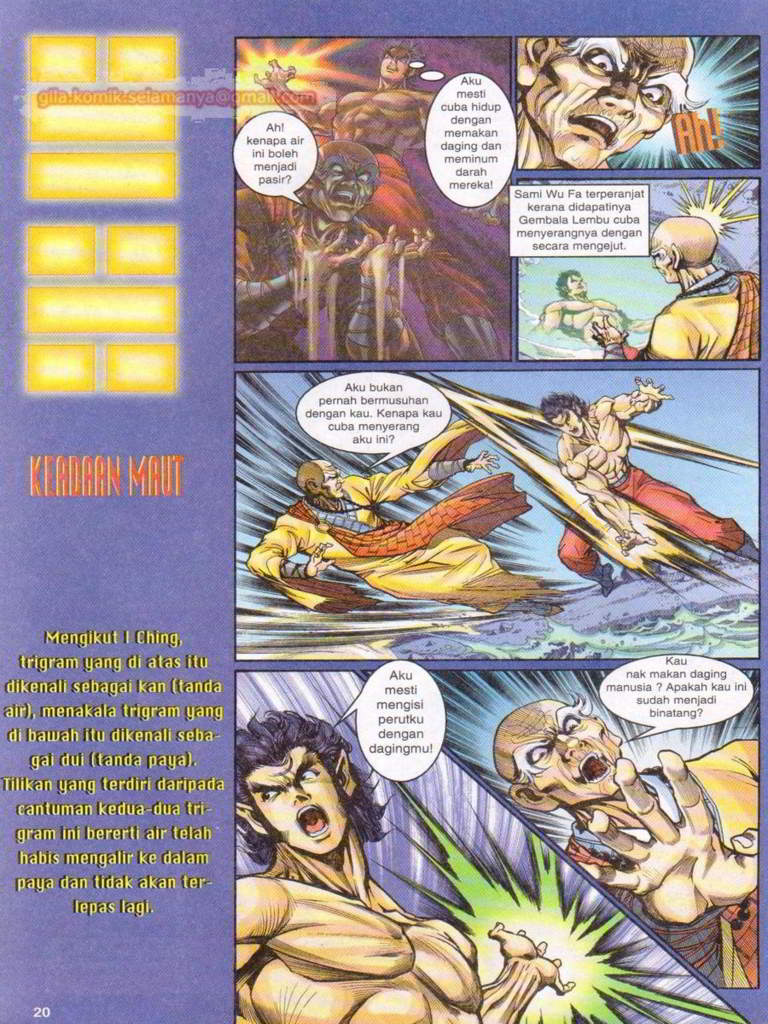 gila.komik.selamanya@gmail.com
KEADAAN MAUT
Mengikut I Ching,
trigram yang di atas itu
dikenali sebagai kan (tanda
air), menakala trigram yang
di bawah itu dikenali seba-
gai dui (tanda paya).
Tilikan yang terdiri daripada
cantuman kedua-dua tri-
gram ini bererti air telah
habis mengalir ke dalam
paya dan tidak akan ter-
lepas lagi.
20
Ah!
kenapa air
ini boleh
menjadi
pasir?
Aku
mesti
cuba hidup
dengan
memakan
daging dan
meminum
darah
mereka!
Ah!
Sami Wu Fa terperanjat
kerana didapatinya
Gembala Lembu cuba
menyerangnya dengan
secara mengejut.
Aku bukan
pernah bermusuhan
dengan kau. Kenapa kau
cuba menyerang
aku ini?
Aku
mesti
mengisi
perutku
dengan
dagingmu!
Kau
nak makan daging
manusia ? Apakah kau ini
sudah menjadi
binatang?